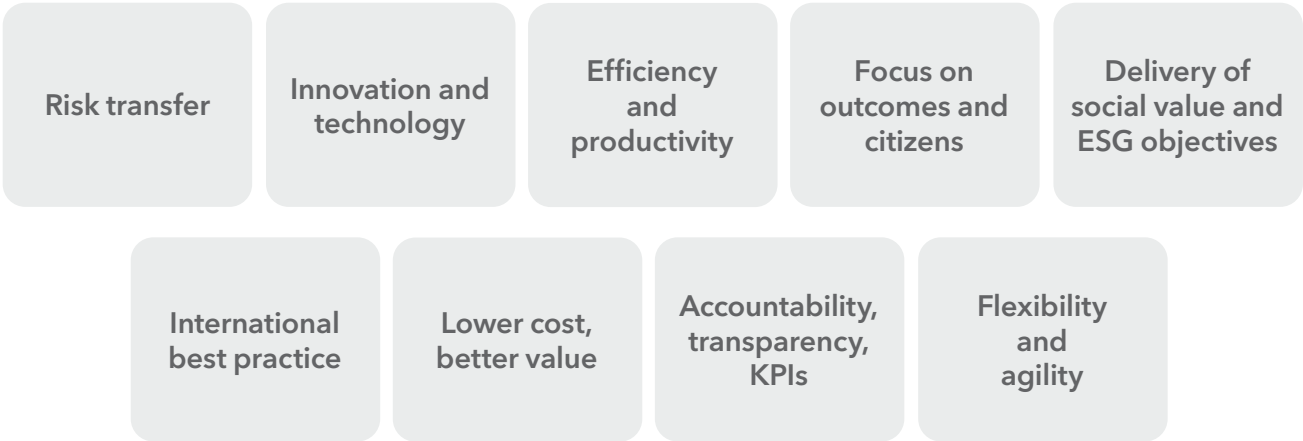 Risk transfer
Innovation and
technology
Efficiency
and
productivity
Focus on
outcomes and
citizens
Delivery of
social value and
ESG objectives
International
best practice
Lower cost,
better value
Accountability,
transparency,
KPIs
Flexibility
and
agility